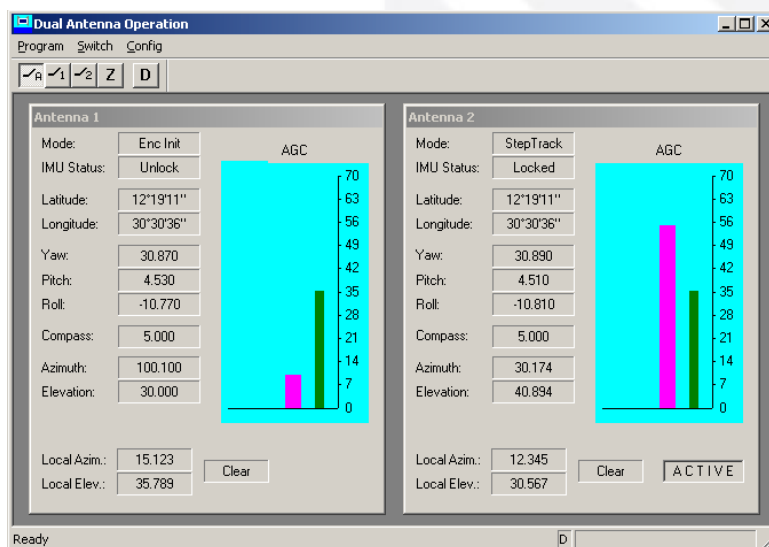 Dual Antenna Operation
Program Switch Config
A 1 2 Z D
Antenna 1
Mode: Enc Init
IMU Status: Unlock
Latitude: 12°19'11"
Longitude: 30°30'36"
Yaw: 30.870
Pitch: 4.530
Roll: -10.770
Compass: 5.000
Azimuth: 100.100
Elevation: 30.000
AGC
70
63
56
49
42
35
28
21
14
7
0
Local Azim.: 15.123
Local Elev.: 35.789
Clear
Antenna 2
Mode: StepTrack
IMU Status: Locked
Latitude: 12°19'11"
Longitude: 30°30'36"
Yaw: 30.890
Pitch: 4.510
Roll: -10.810
Compass: 5.000
Azimuth: 30.174
Elevation: 40.894
AGC
70
63
56
49
42
35
28
21
14
7
0
Local Azim.: 12.345
Local Elev.: 30.567
Clear
ACTIVE
Ready D